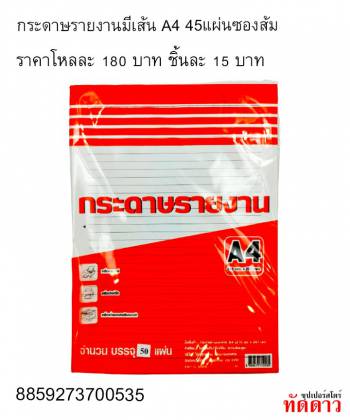 กระดาษรายงานมีเส้น A4 45แผ่นซองส้ม
ราคาโหลละ 180 บาท ชิ้นละ 15 บาท
กระดาษรายงาน
A4
จำนวน บรรจุ 50 แผ่น
8859273700535
ซุปเปอร์สโตร์
ทัดดาว